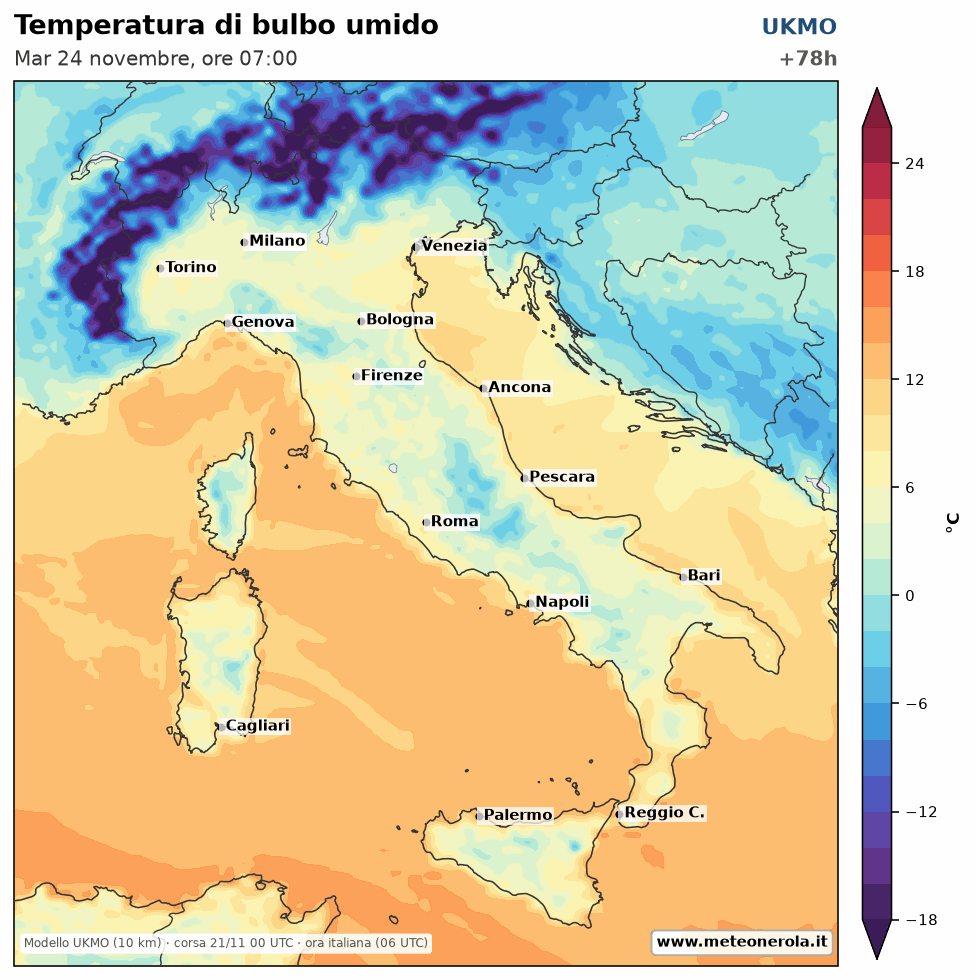 Temperatura di bulbo umido
UKMO
Mar 24 novembre, ore 07:00
+78h
Milano
Venezia
Torino
Genova
Bologna
Firenze
Ancona
Pescara
Roma
Bari
Napoli
Cagliari
Palermo
Reggio C.
24
18
12
6
0
−6
−12
−18
°C
Modello UKMO (10 km) · corsa 21/11 00 UTC · ora italiana (06 UTC)
www.meteonerola.it